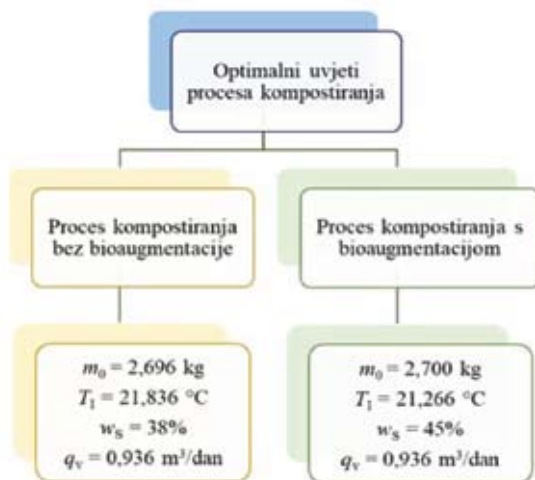 Optimalni uvjeti
procesa kompostiranja
Proces kompostiranja
bez bioaugmentacije
Proces kompostiranja s
bioaugmentacijom
m₀ = 2,696 kg
T₁ = 21,836 °C
wₛ = 38%
qᵥ = 0,936 m³/dan
m₀ = 2,700 kg
T₁ = 21,266 °C
wₛ = 45%
qᵥ = 0,936 m³/dan